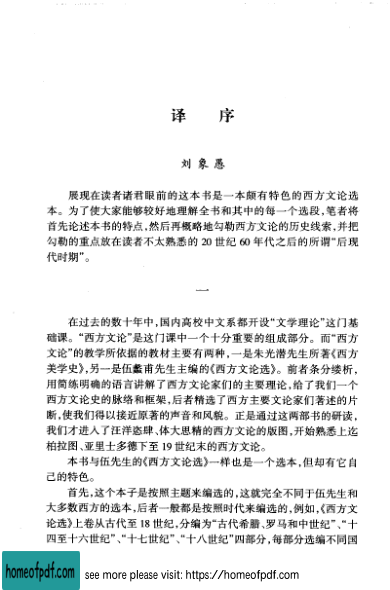 译 序
刘象愚
展现在读者诸君眼前的这本书是一本颇有特色的西方文论选
本。为了使大家能够较好地理解全书和其中的每一个选段,笔者将
首先论述本书的特点,然后再概略地勾勒西方文论的历史线索,并把
勾勒的重点放在读者不太熟悉的 20 世纪 60 年代之后的所谓“后现
代时期”。
一
在过去的数十年中,国内高校中文系都开设“文学理论”这门基
础课。“西方文论”是这门课中一个十分重要的组成部分。而“西方
文论”的教学所依据的教材主要有两种,一是朱光潜先生所著《西方
美学史》,另一是伍蠡甫先生主编的《西方文论选》。前者条分缕析,
用简练明确的语言讲解了西方文论家们的主要理论,给了我们一个
西方文论史的脉络和框架,后者精选了西方主要文论家们著述的片
断,使我们得以接近原著的声音和风貌。正是通过这两部书的研读,
我们才进入了汪洋恣肆、体大思精的西方文论的版图,开始熟悉上迄
柏拉图、亚里士多德下至 19 世纪末的西方文论。
本书与伍先生的《西方文论选》一样也是一个选本,但却有它自
己的特色。
首先,这个本子是按照主题来编选的,这就完全不同于伍先生和
大多数西方的选本,后者一般都是按照时代来编选的,例如,《西方文
论选》上卷从古代至 18 世纪,分编为“古代希腊、罗马和中世纪”、“十
四至十六世纪”、“十七世纪”、“十八世纪”四部分,每部分选编不同国
homeofpdf.com
see more please visit: https://homeofpdf.com